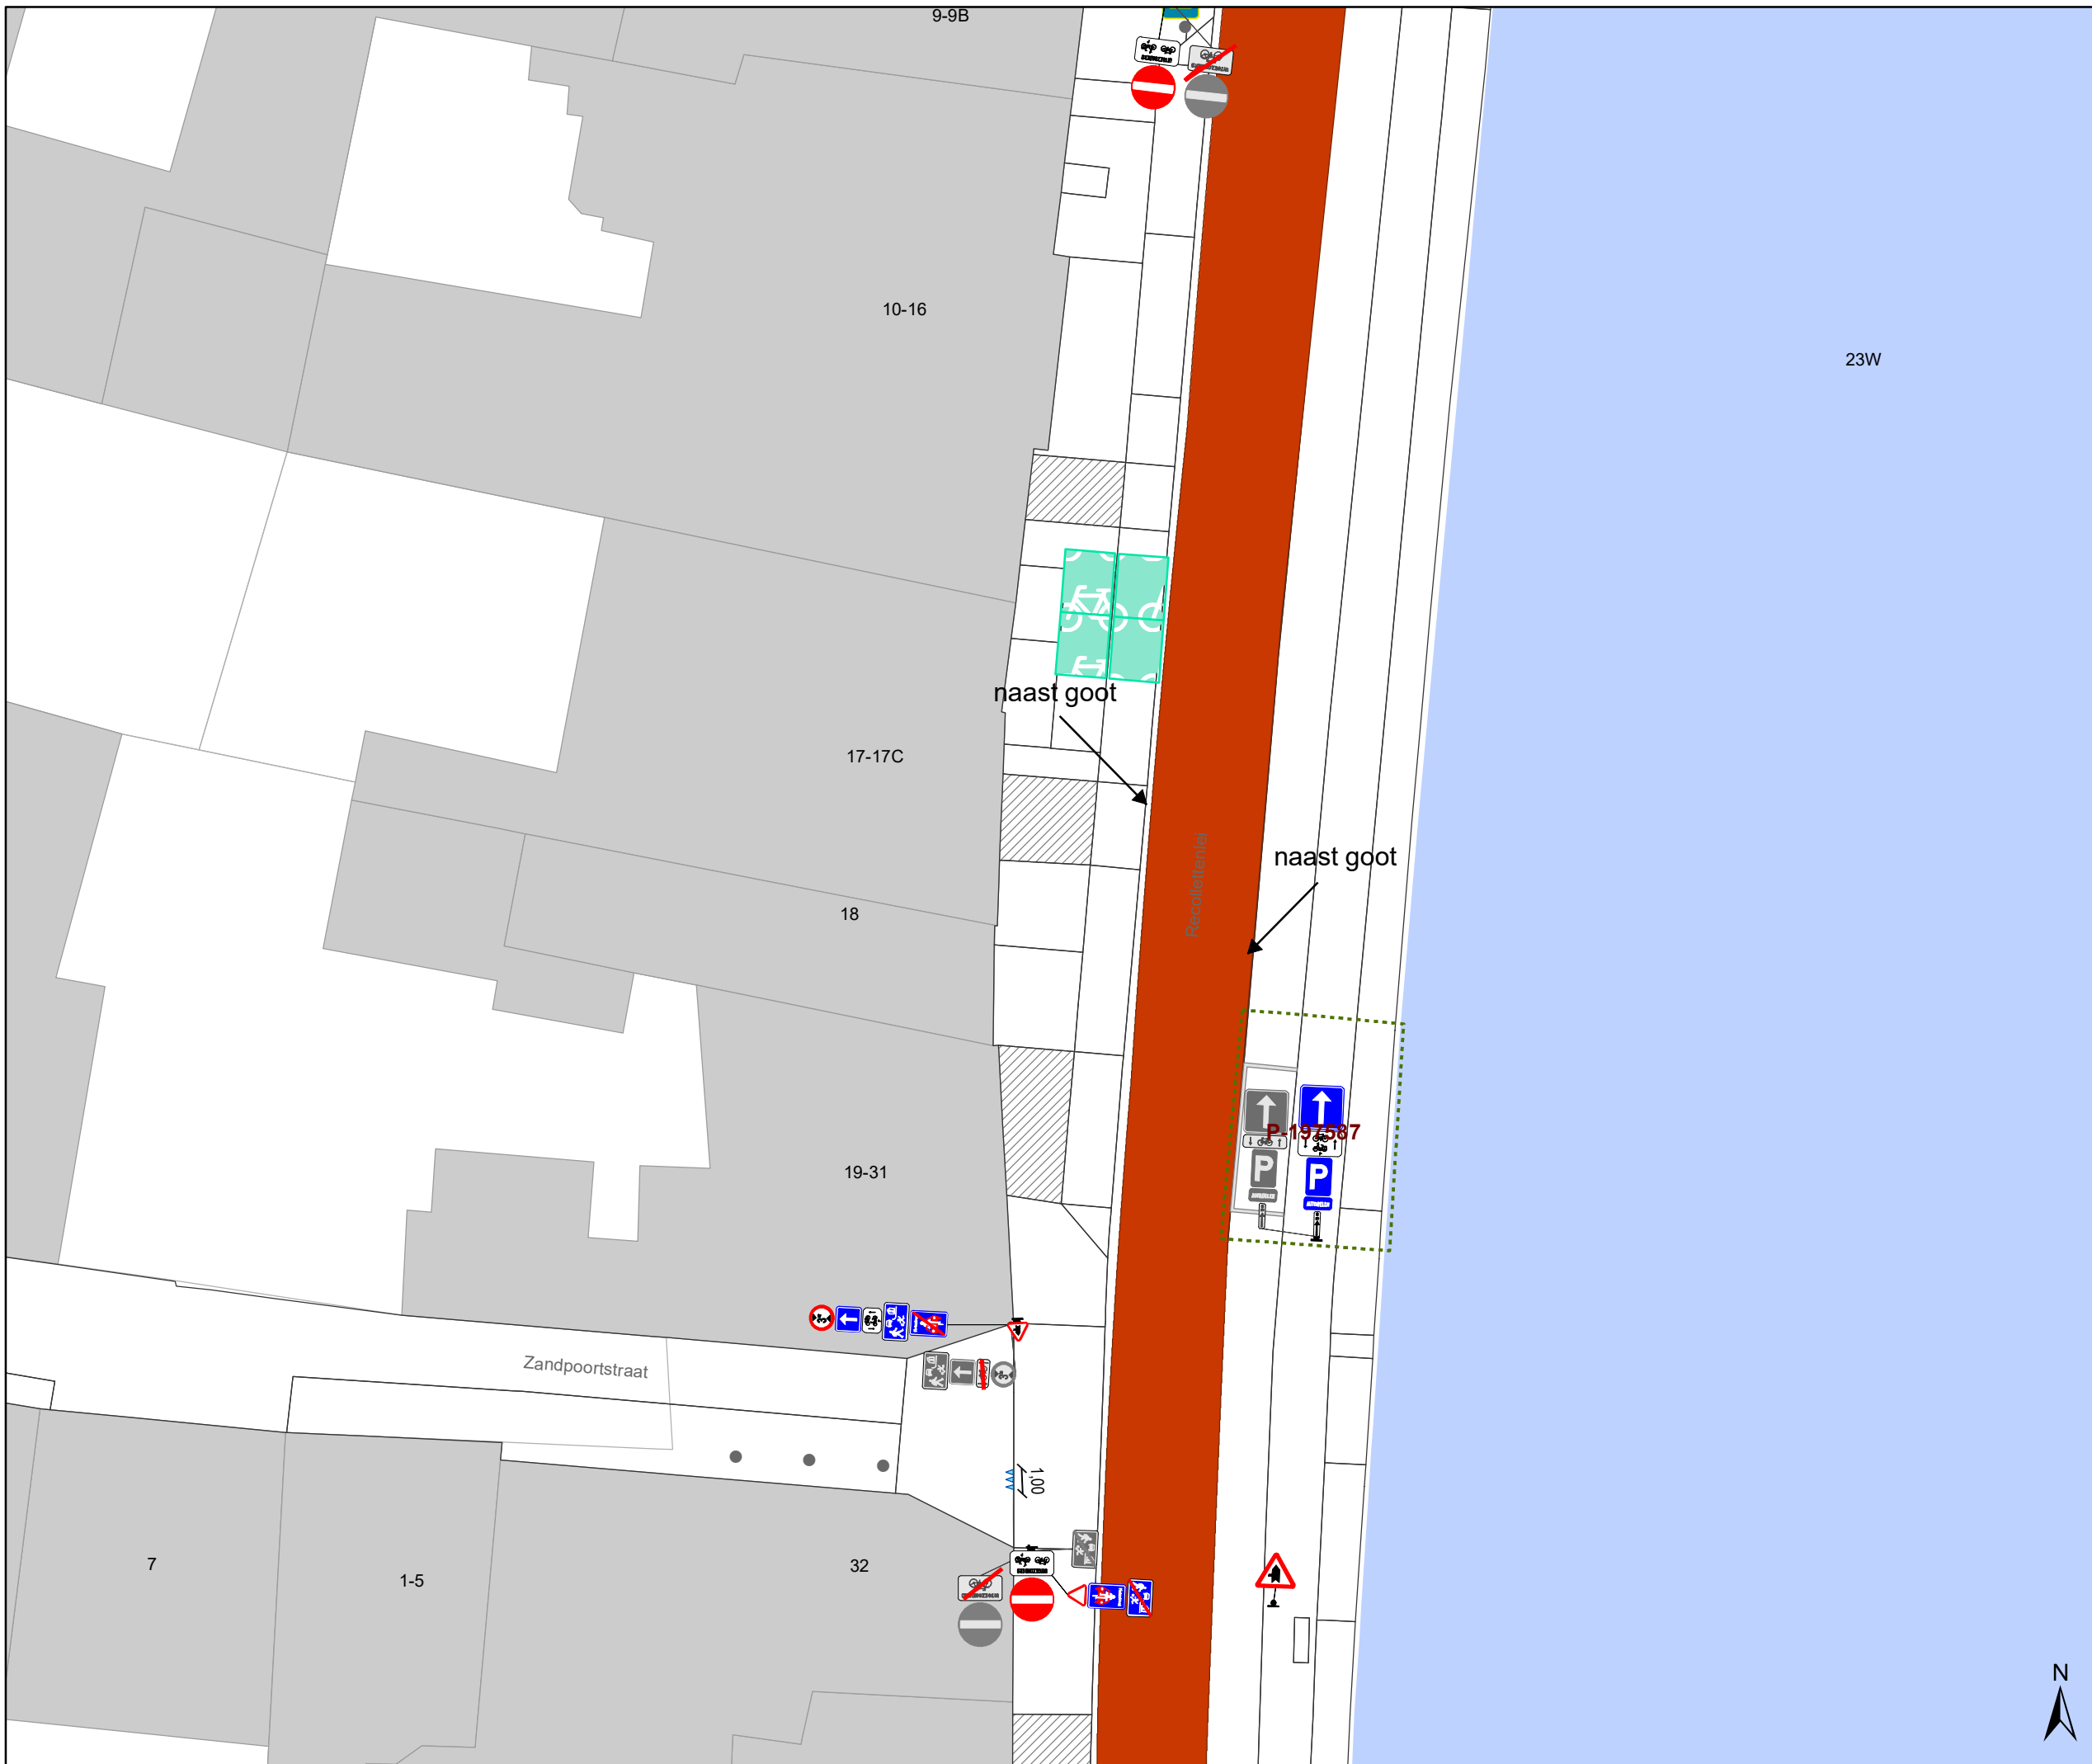 9-9B
10-16
23W
naast goot
17-17C
Recollettenlei
naast goot
18
P-197587
P
P
19-31
Zandpoortstraat
1,00
7
1-5
32
N